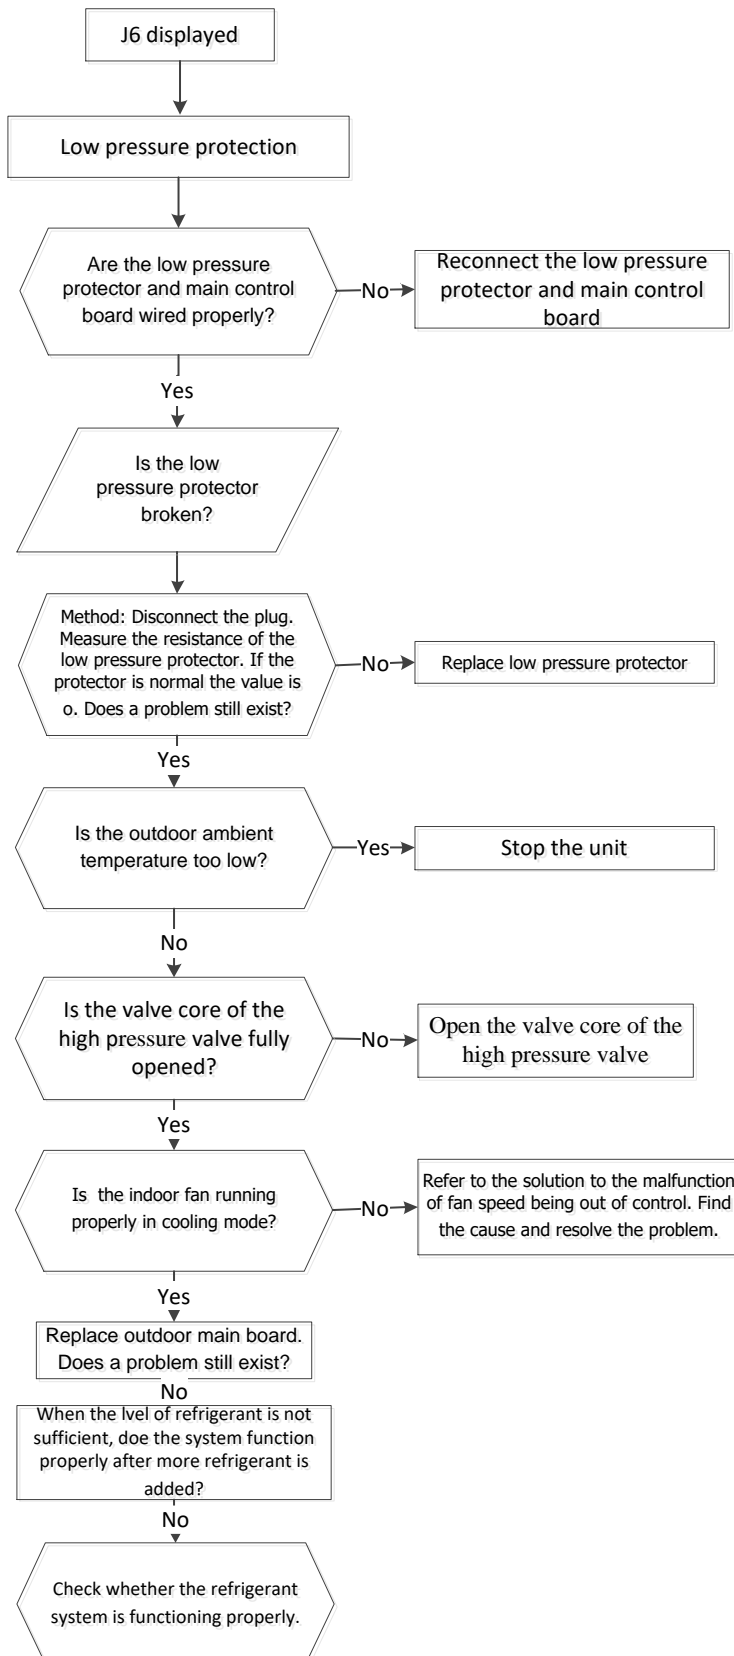 J6 displayed
Low pressure protection
Are the low pressure
protector and main control
board wired properly?
No
Reconnect the low pressure
protector and main control
board
Yes
Is the low
pressure protector
broken?
Method: Disconnect the plug.
Measure the resistance of the
low pressure protector. If the
protector is normal the value is
o. Does a problem still exist?
No
Replace low pressure protector
Yes
Is the outdoor ambient
temperature too low?
Yes
Stop the unit
No
Is the valve core of the
high pressure valve fully
opened?
No
Open the valve core of the
high pressure valve
Yes
Is the indoor fan running
properly in cooling mode?
No
Refer to the solution to the malfunction
of fan speed being out of control. Find
the cause and resolve the problem.
Yes
Replace outdoor main board.
Does a problem still exist?
No
When the lvel of refrigerant is not
sufficient, doe the system function
properly after more refrigerant is
added?
No
Check whether the refrigerant
system is functioning properly.